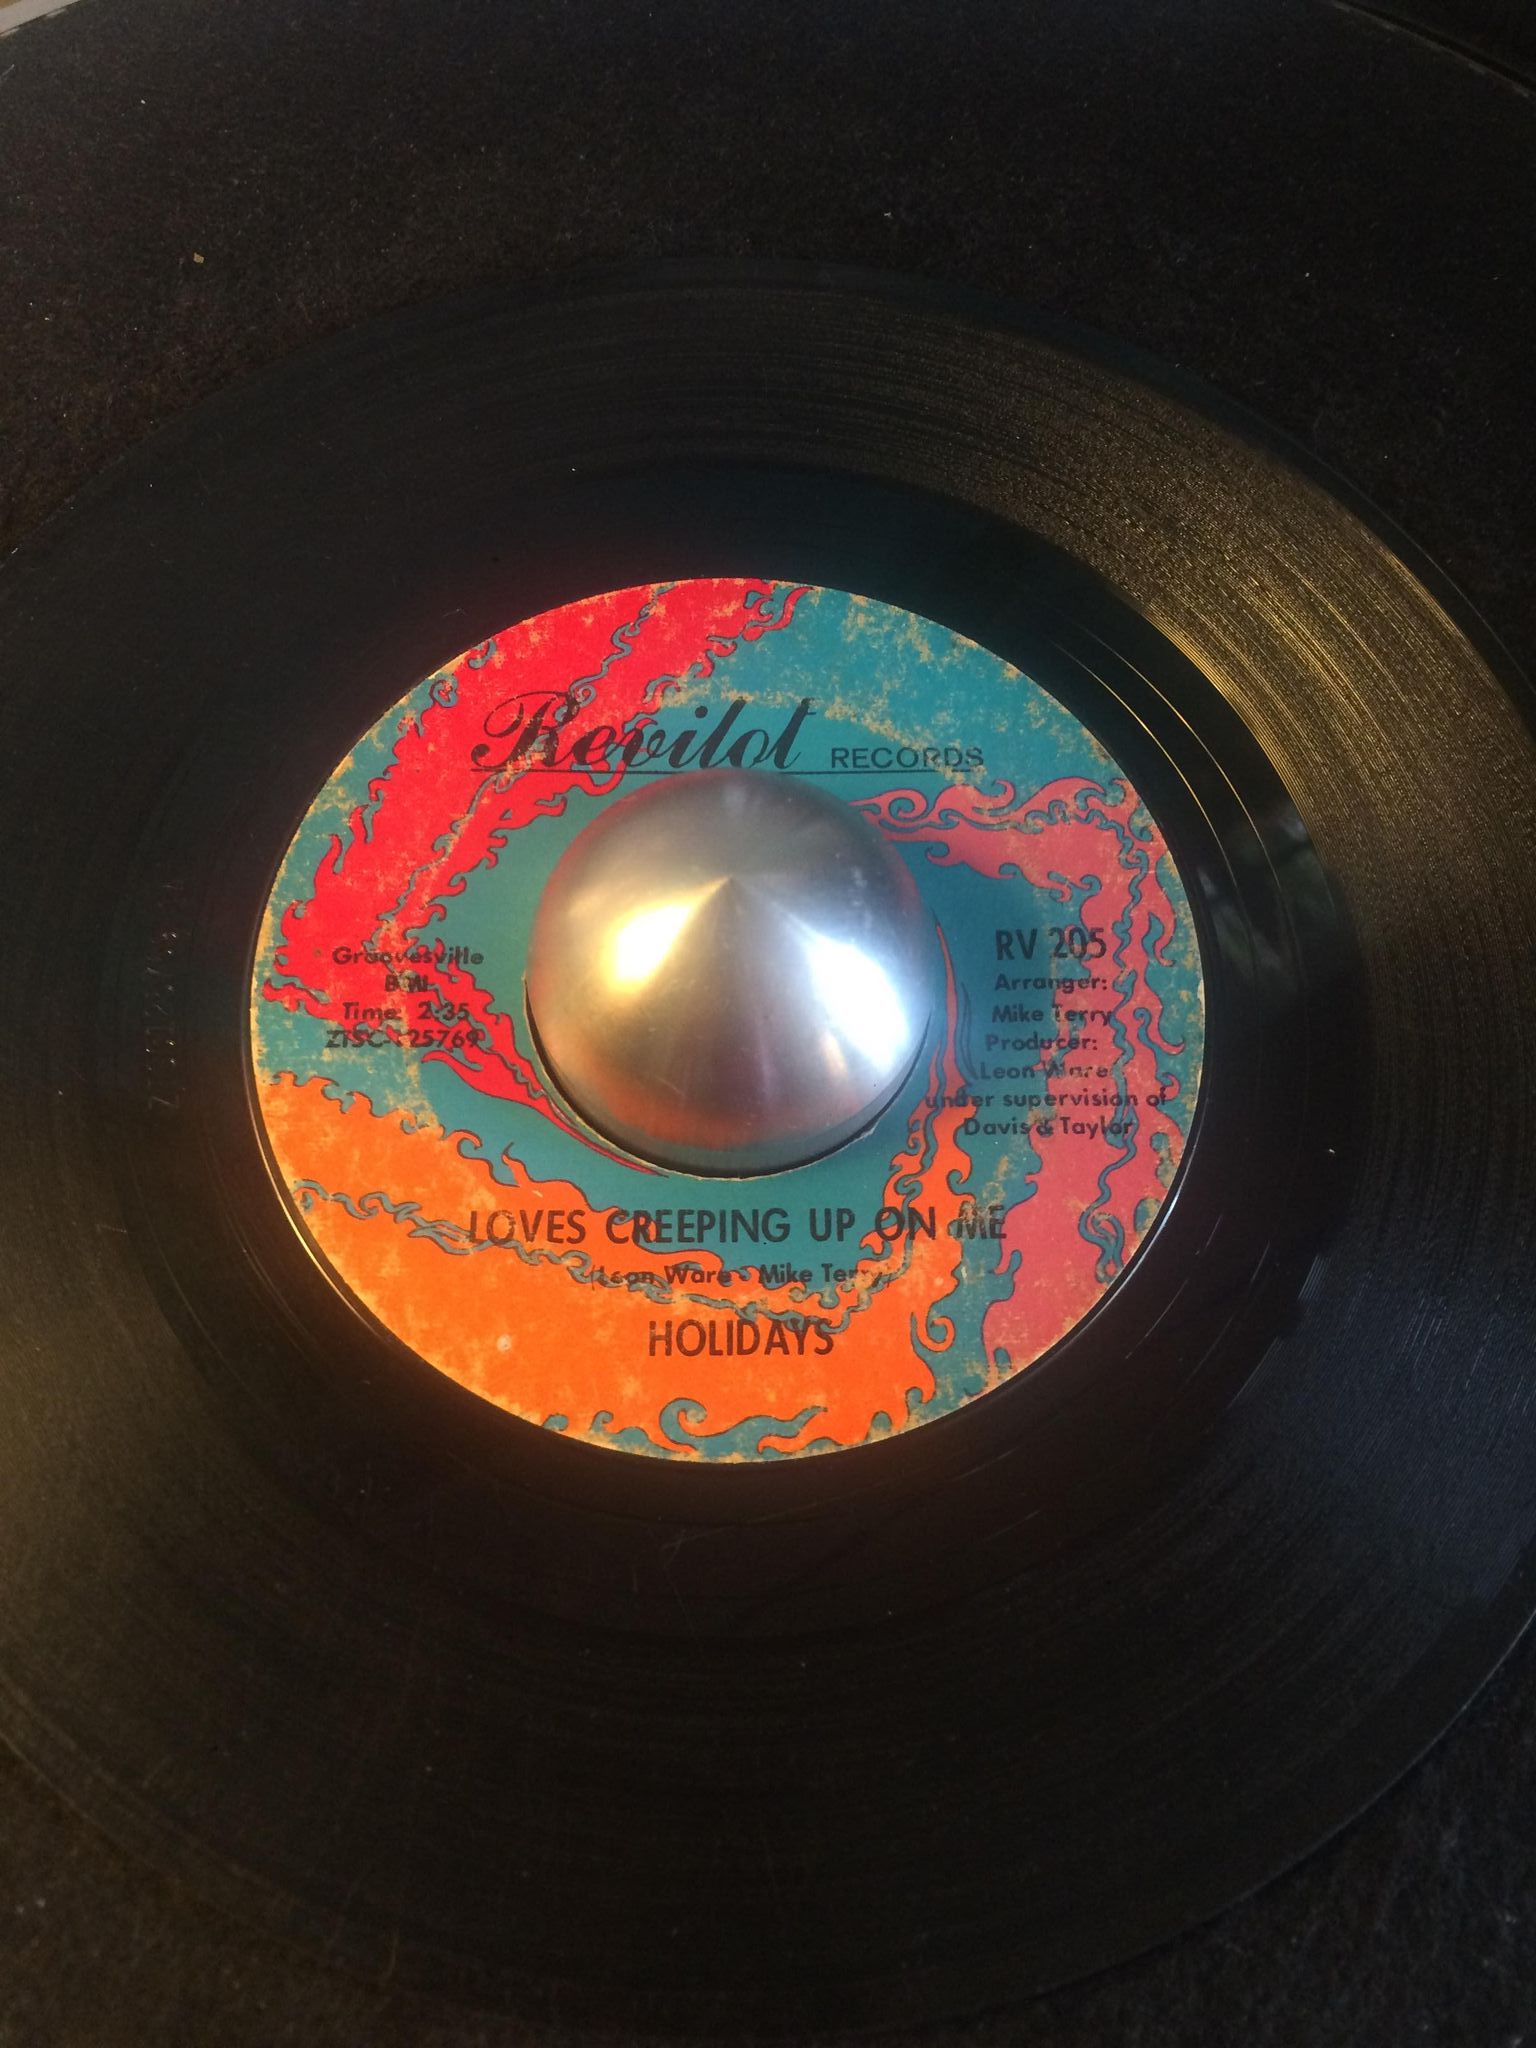 Revilot RECORDS
Groovesville
BMI
Time: 2:35
ZTSC-125769
RV 205
Arranger:
Mike Terry
Producer:
Leon Ware
under supervision of
Davis & Taylor
LOVES CREEPING UP ON ME
(Leon Ware - Mike Terry)
HOLIDAYS